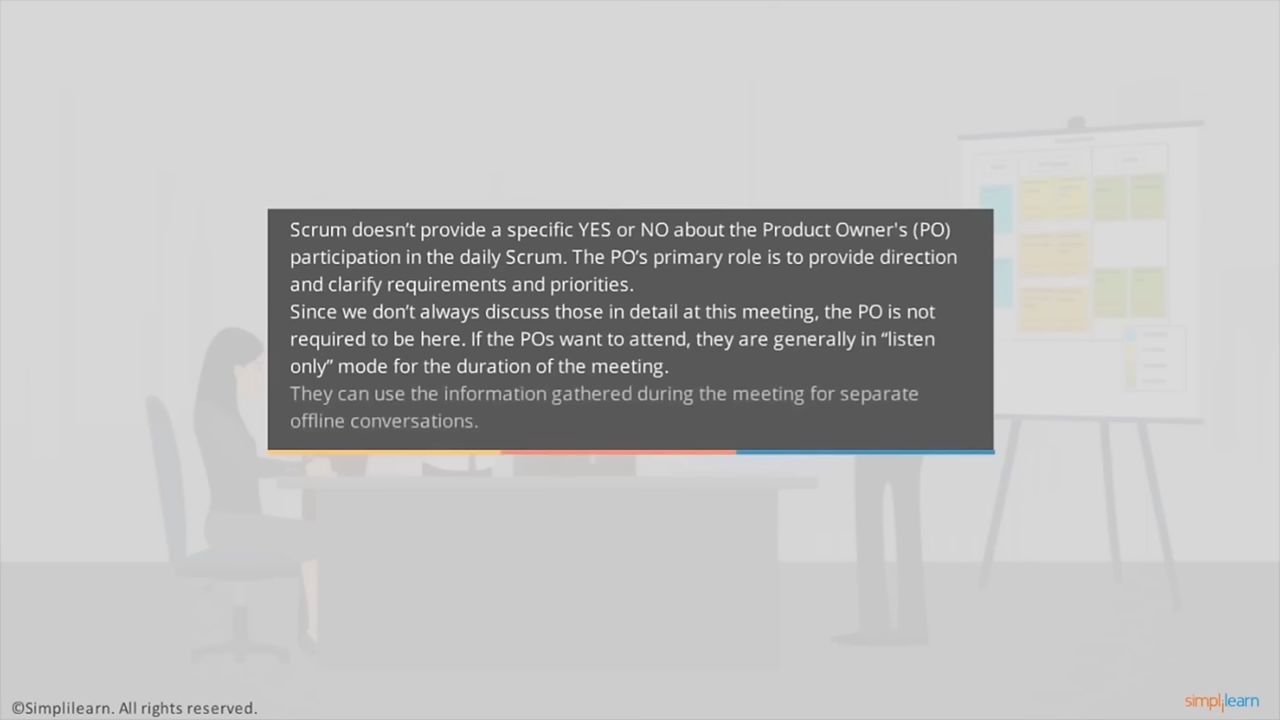 Scrum doesn’t provide a specific YES or NO about the Product Owner's (PO)
participation in the daily Scrum. The PO’s primary role is to provide direction
and clarify requirements and priorities.
Since we don’t always discuss those in detail at this meeting, the PO is not
required to be here. If the POs want to attend, they are generally in “listen
only” mode for the duration of the meeting.
They can use the information gathered during the meeting for separate
offline conversations.
©Simplilearn. All rights reserved.
simplilearn